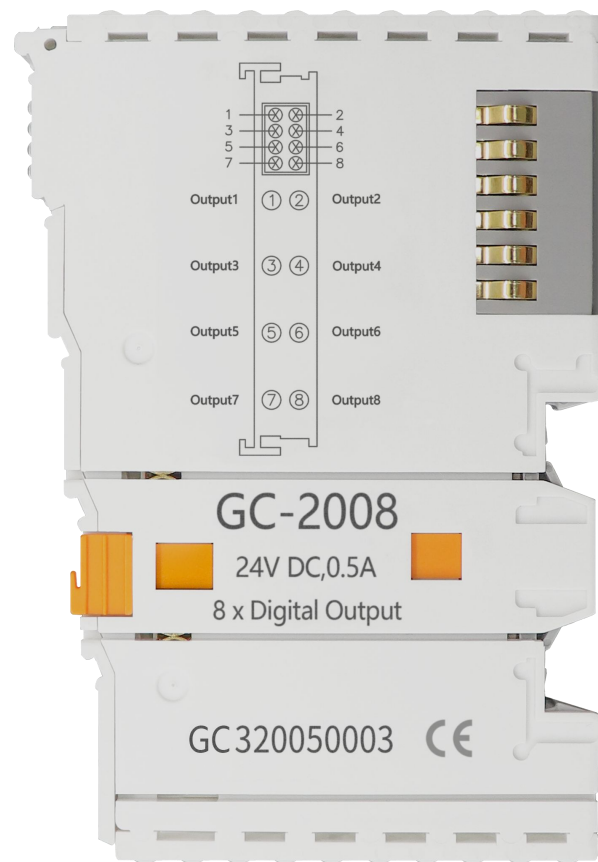 1 2
3 4
5 6
7 8
Output1 ① ② Output2
Output3 ③ ④ Output4
Output5 ⑤ ⑥ Output6
Output7 ⑦ ⑧ Output8
GC-2008
24V DC,0.5A
8 x Digital Output
GC320050003 CE